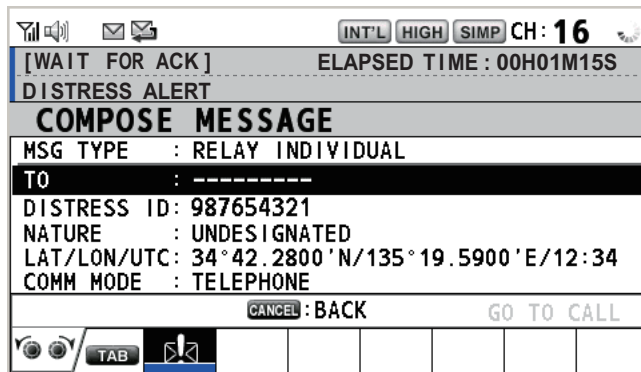 INT'L HIGH SIMP CH: 16
[WAIT FOR ACK] ELAPSED TIME : 00H01M15S
DISTRESS ALERT
COMPOSE MESSAGE
MSG TYPE : RELAY INDIVIDUAL
TO : ---------
DISTRESS ID: 987654321
NATURE : UNDESIGNATED
LAT/LON/UTC: 34°42.2800'N/135°19.5900'E/12:34
COMM MODE : TELEPHONE
CANCEL : BACK GO TO CALL
TAB